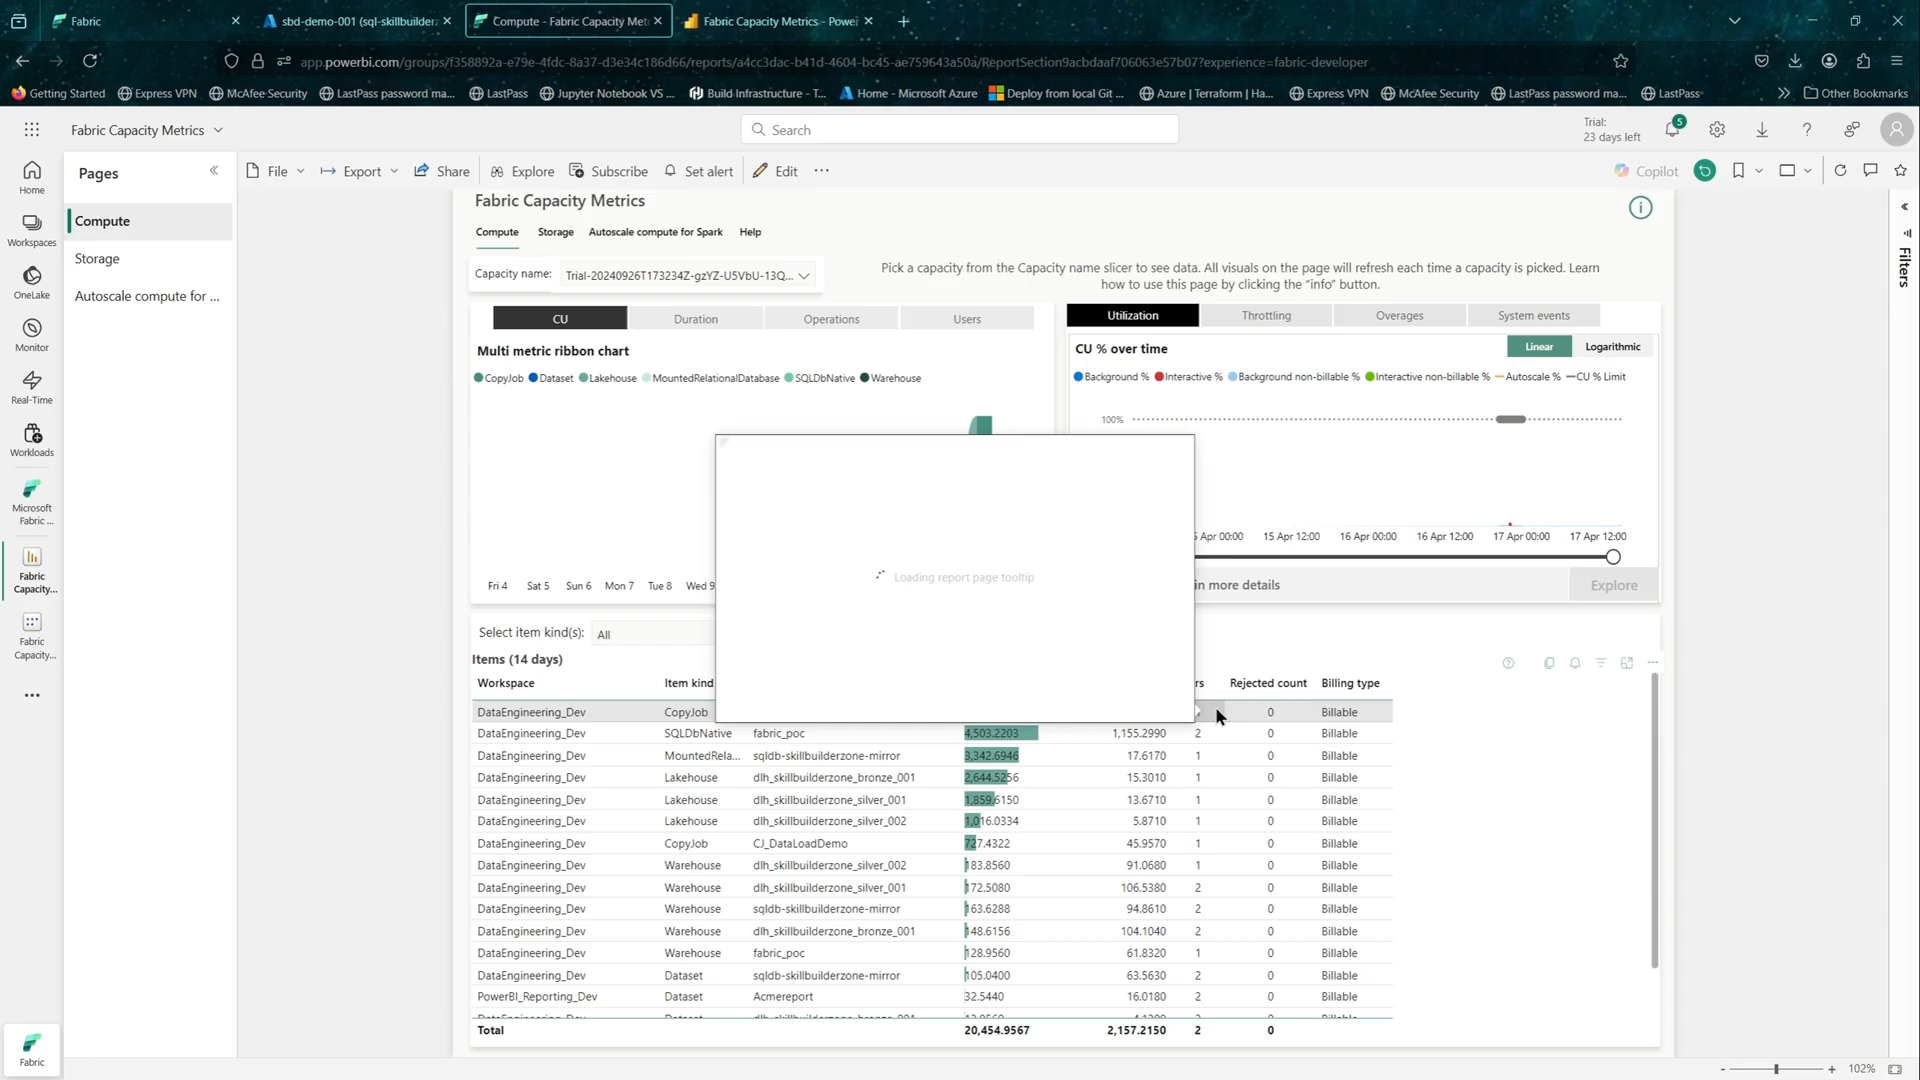 Fabric
sbd-demo-001 (sql-skillbuilder
Compute - Fabric Capacity Met
Fabric Capacity Metrics - Powe
app.powerbi.com/groups/f358892a-e79e-4fdc-8a37-d3e34c186d66/reports/a4cc3dac-b41d-4604-bc45-ae759643a50a/ReportSection9acbdaaf706063e57b07?experience=fabric-developer
Getting Started
Express VPN
McAfee Security
LastPass password ma...
LastPass
Jupyter Notebook VS ...
Build Infrastructure - T...
Home - Microsoft Azure
Deploy from local Git ...
Azure | Terraform | Ha...
Express VPN
McAfee Security
LastPass password ma...
LastPass
Other Bookmarks
Fabric Capacity Metrics
Search
Trial:
23 days left
5
Home
Workspaces
OneLake
Monitor
Real-Time
Workloads
Microsoft
Fabric ...
Fabric
Capacity...
Fabric
Capacity...
Fabric
Pages
Compute
Storage
Autoscale compute for ...
File
Export
Share
Explore
Subscribe
Set alert
Edit
Copilot
Filters
Fabric Capacity Metrics
Compute
Storage
Autoscale compute for Spark
Help
Capacity name:
Trial-20240926T173234Z-gzYZ-U5VbU-13Q...
Pick a capacity from the Capacity name slicer to see data. All visuals on the page will refresh each time a capacity is picked. Learn
how to use this page by clicking the "info" button.
CU
Duration
Operations
Users
Multi metric ribbon chart
CopyJob Dataset Lakehouse MountedRelationalDatabase SQLDbNative Warehouse
Fri 4 Sat 5 Sun 6 Mon 7 Tue 8 Wed 9
Utilization
Throttling
Overages
System events
CU % over time
Linear
Logarithmic
Background % Interactive % Background non-billable % Interactive non-billable % Autoscale % CU % Limit
100%
Apr 00:00 15 Apr 12:00 16 Apr 00:00 16 Apr 12:00 17 Apr 00:00 17 Apr 12:00
in more details
Explore
Loading report page tooltip
Select item kind(s):
All
Items (14 days)
Workspace Item kind rs Rejected count Billing type
DataEngineering_Dev CopyJob 0 Billable
DataEngineering_Dev SQLDbNative fabric_poc 4,503.2203 1,155.2990 2 0 Billable
DataEngineering_Dev MountedRela... sqldb-skillbuilderzone-mirror 3,342.6946 17.6170 1 0 Billable
DataEngineering_Dev Lakehouse dlh_skillbuilderzone_bronze_001 2,644.5256 15.3010 1 0 Billable
DataEngineering_Dev Lakehouse dlh_skillbuilderzone_silver_001 1,859.6150 13.6710 1 0 Billable
DataEngineering_Dev Lakehouse dlh_skillbuilderzone_silver_002 1,016.0334 5.8710 1 0 Billable
DataEngineering_Dev CopyJob CJ_DataLoadDemo 727.4322 45.9570 1 0 Billable
DataEngineering_Dev Warehouse dlh_skillbuilderzone_silver_002 183.8560 91.0680 1 0 Billable
DataEngineering_Dev Warehouse dlh_skillbuilderzone_silver_001 172.5080 106.5380 2 0 Billable
DataEngineering_Dev Warehouse sqldb-skillbuilderzone-mirror 163.6288 94.8610 2 0 Billable
DataEngineering_Dev Warehouse dlh_skillbuilderzone_bronze_001 148.6156 104.1040 2 0 Billable
DataEngineering_Dev Warehouse fabric_poc 128.9560 61.8320 1 0 Billable
DataEngineering_Dev Dataset sqldb-skillbuilderzone-mirror 105.0400 63.5630 2 0 Billable
PowerBI_Reporting_Dev Dataset Acmereport 32.5440 16.0180 2 0 Billable
Total 20,454.9567 2,157.2150 2 0
102%